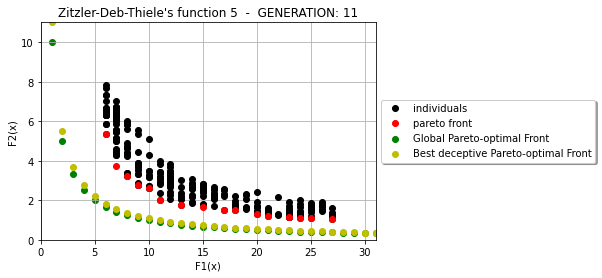 Zitzler-Deb-Thiele's function 5 - GENERATION: 11
10
8
6
4
2
0
F2(x)
0 5 10 15 20 25 30
F1(x)
individuals
pareto front
Global Pareto-optimal Front
Best deceptive Pareto-optimal Front